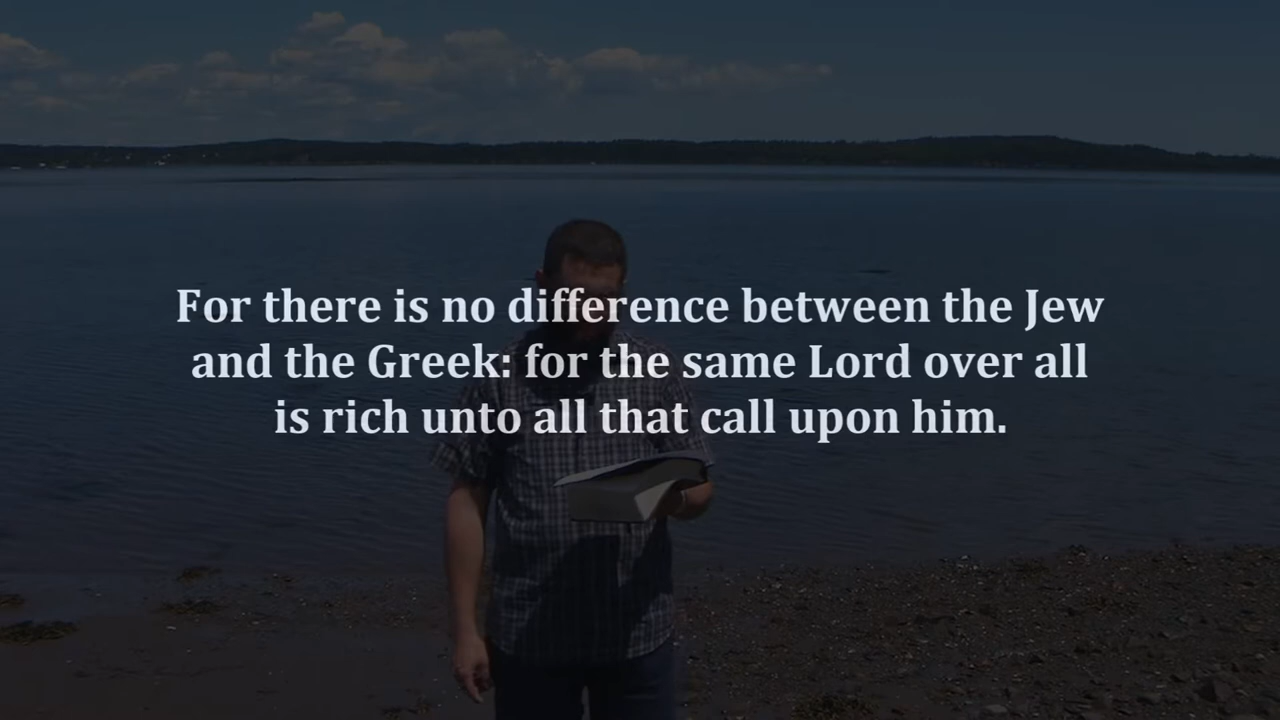 For there is no difference between the Jew
and the Greek: for the same Lord over all
is rich unto all that call upon him.